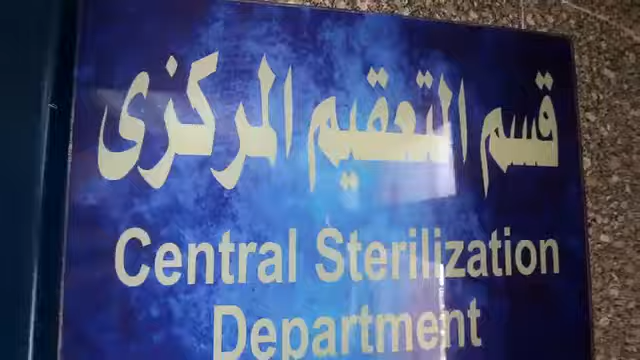 قسم التعقيم المركزى
Central Sterilization
Department